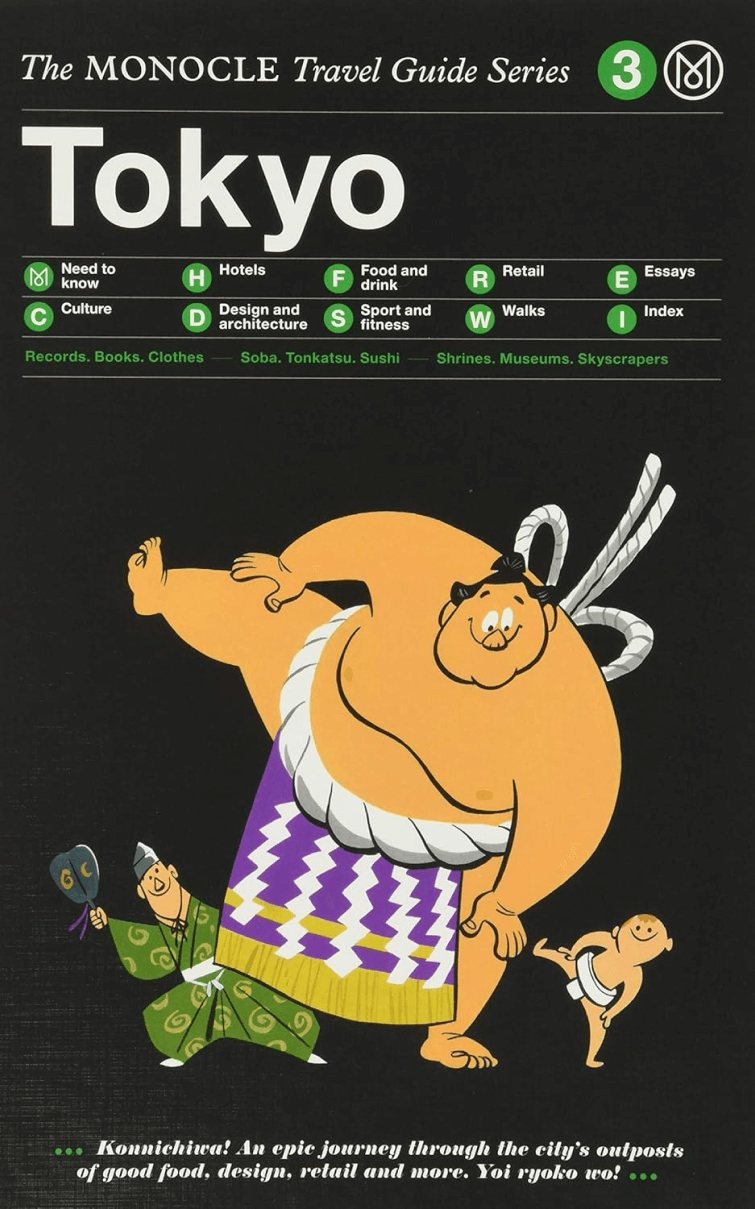 The MONOCLE Travel Guide Series 3 M
Tokyo
M Need to know
H Hotels
F Food and drink
R Retail
E Essays
C Culture
D Design and architecture
S Sport and fitness
W Walks
I Index
Records. Books. Clothes — Soba. Tonkatsu. Sushi — Shrines. Museums. Skyscrapers
••• Konnichiwa! An epic journey through the city's outposts
of good food, design, retail and more. Yoi ryoko wo! •••